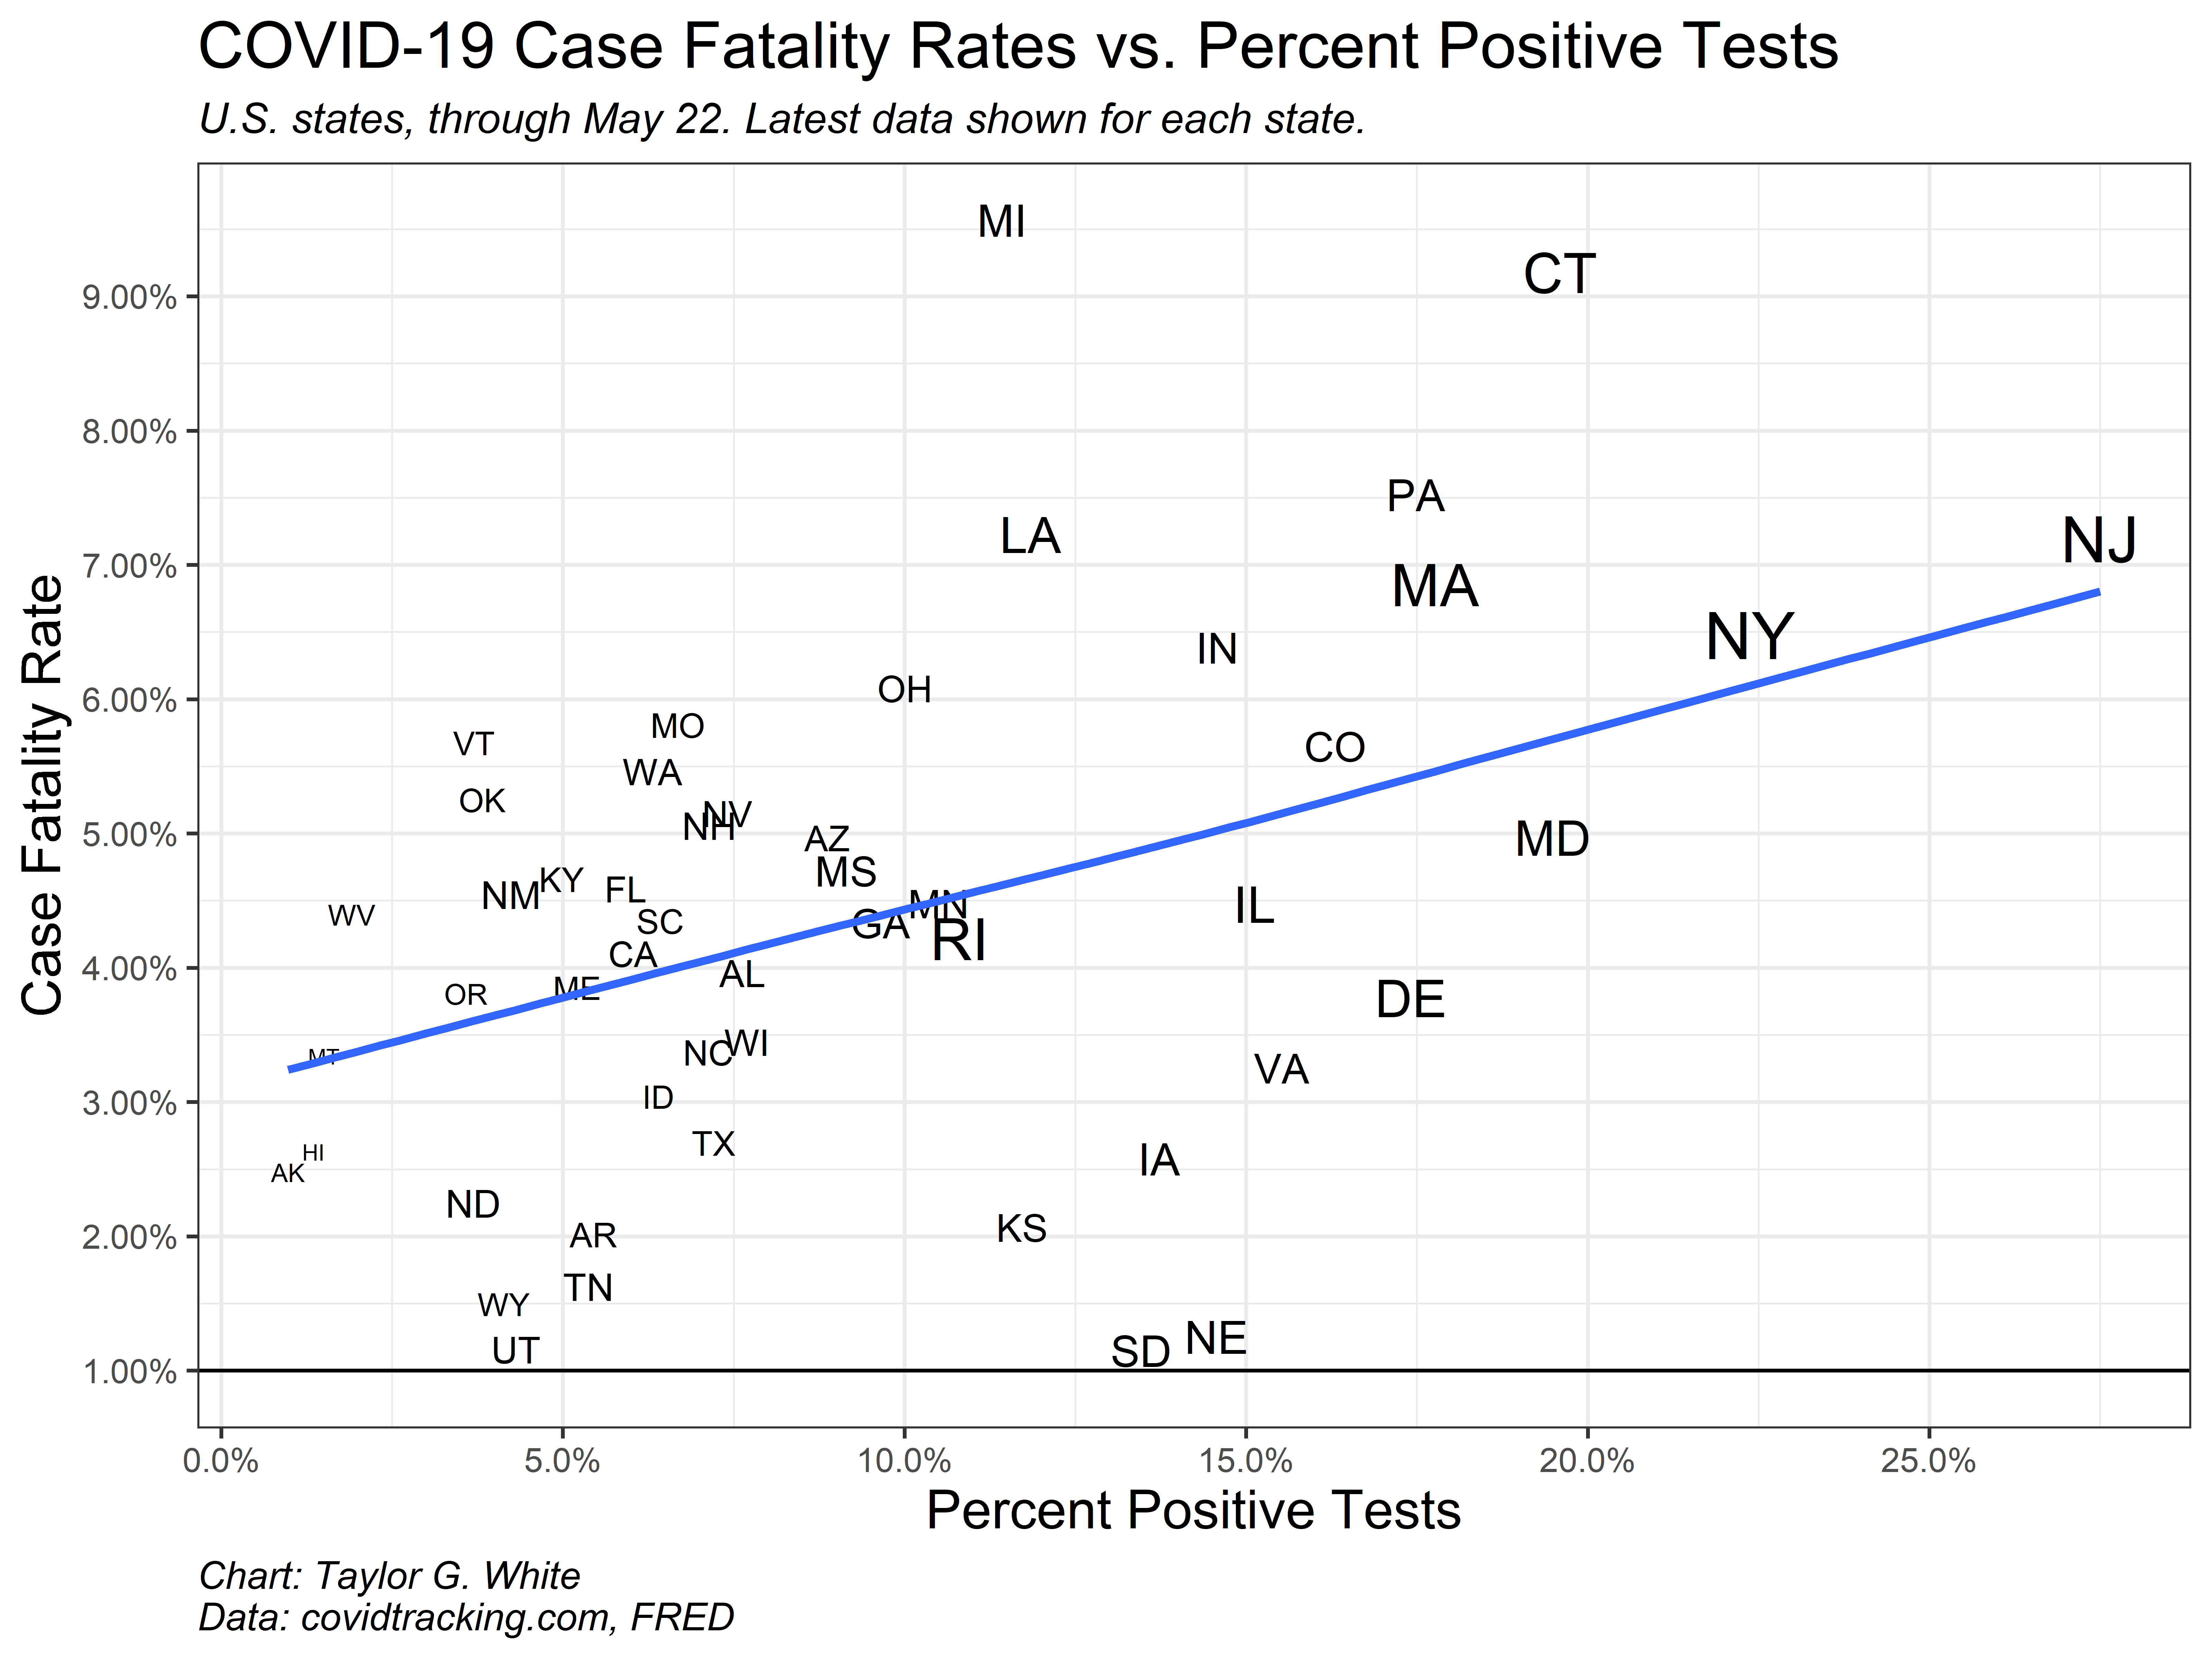 COVID-19 Case Fatality Rates vs. Percent Positive Tests
U.S. states, through May 22. Latest data shown for each state.
Case Fatality Rate
9.00%
8.00%
7.00%
6.00%
5.00%
4.00%
3.00%
2.00%
1.00%
MI
CT
PA
LA
NJ
MA
NY
IN
OH
MO
VT
CO
WA
OK
NV
NH
AZ
MD
MS
KY
FL
NM
MN
IL
WV
SC
GA
RI
CA
AL
ME
OR
DE
WI
NC
MT
VA
ID
TX
HI
IA
AK
ND
KS
AR
TN
WY
NE
UT
SD
0.0% 5.0% 10.0% 15.0% 20.0% 25.0%
Percent Positive Tests
Chart: Taylor G. White
Data: covidtracking.com, FRED